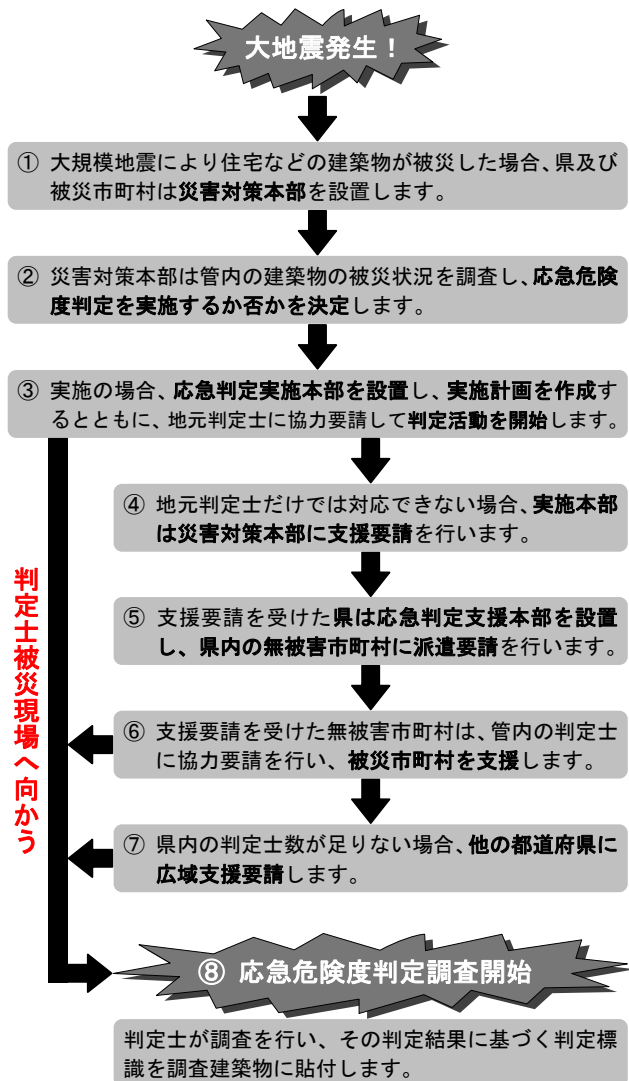 大地震発生！
① 大規模地震により住宅などの建築物が被災した場合、県及び
被災市町村は災害対策本部を設置します。
② 災害対策本部は管内の建築物の被災状況を調査し、応急危険
度判定を実施するか否かを決定します。
③ 実施の場合、応急判定実施本部を設置し、実施計画を作成す
るとともに、地元判定士に協力要請して判定活動を開始します。
④ 地元判定士だけでは対応できない場合、実施本部
は災害対策本部に支援要請を行います。
⑤ 支援要請を受けた県は応急判定支援本部を設置
し、県内の無被害市町村に派遣要請を行います。
判定士被災現場へ向かう
⑥ 支援要請を受けた無被害市町村は、管内の判定士
に協力要請を行い、被災市町村を支援します。
⑦ 県内の判定士数が足りない場合、他の都道府県に
広域支援要請します。
⑧ 応急危険度判定調査開始
判定士が調査を行い、その判定結果に基づく判定標
識を調査建築物に貼付します。